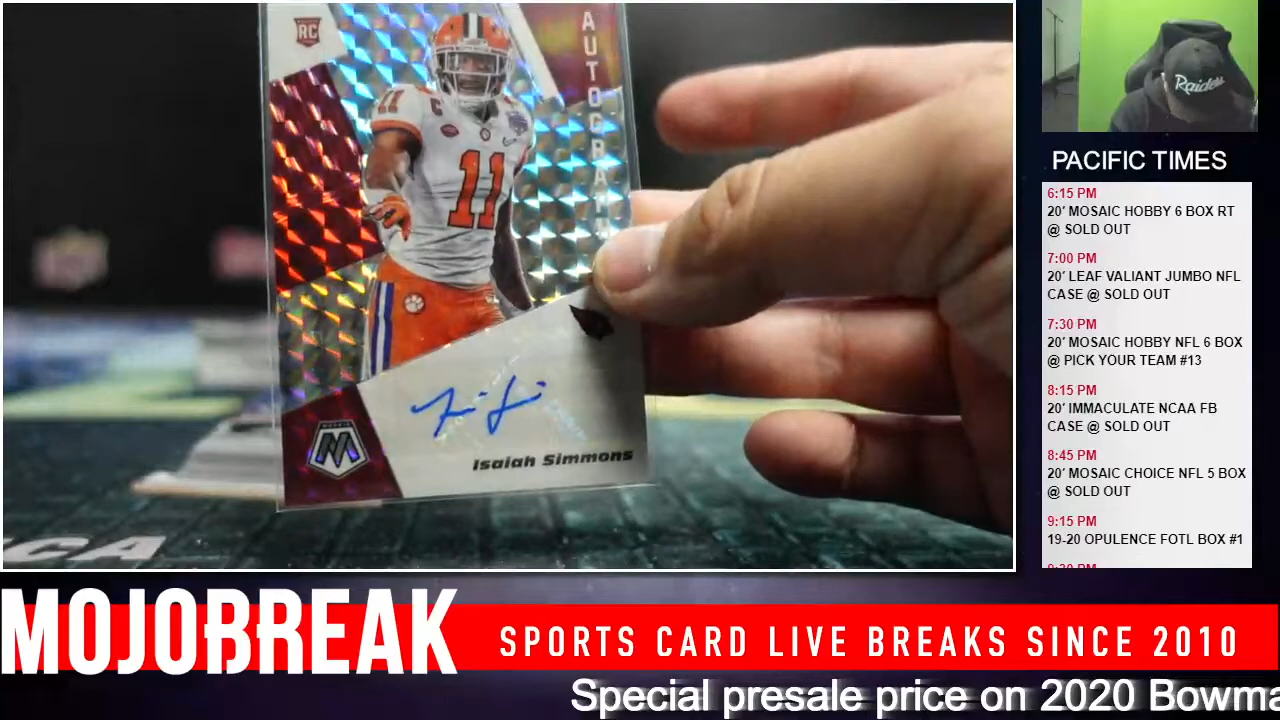 RC
AUTOGRAPH
11
11
Isaiah Simmons
Raiders
PACIFIC TIMES
6:15 PM
20' MOSAIC HOBBY 6 BOX RT
@ SOLD OUT
7:00 PM
20' LEAF VALIANT JUMBO NFL
CASE @ SOLD OUT
7:30 PM
20' MOSAIC HOBBY NFL 6 BOX
@ PICK YOUR TEAM #13
8:15 PM
20' IMMACULATE NCAA FB
CASE @ SOLD OUT
8:45 PM
20' MOSAIC CHOICE NFL 5 BOX
@ SOLD OUT
9:15 PM
19-20 OPULENCE FOTL BOX #1
MOJOBREAK
SPORTS CARD LIVE BREAKS SINCE 2010
Special presale price on 2020 Bowma